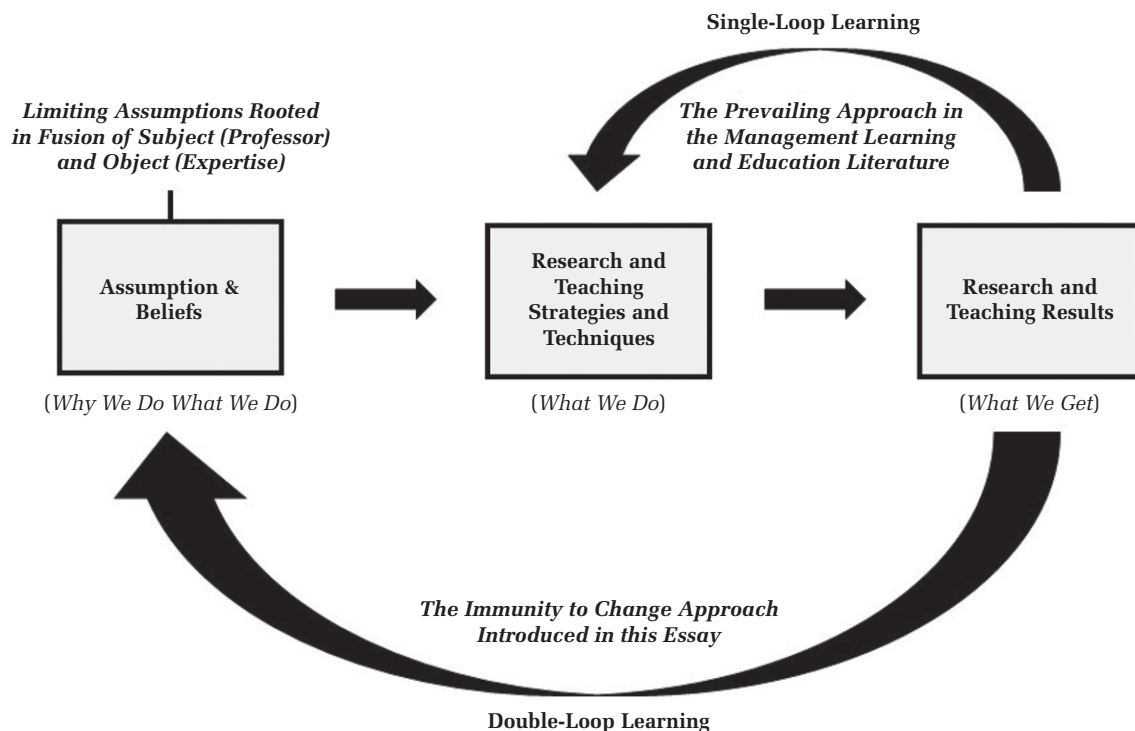 Single-Loop Learning
Limiting Assumptions Rooted
in Fusion of Subject (Professor)
and Object (Expertise)
The Prevailing Approach in
the Management Learning
and Education Literature
Assumption &
Beliefs
(Why We Do What We Do)
Research and
Teaching
Strategies and
Techniques
(What We Do)
Research and
Teaching Results
(What We Get)
The Immunity to Change Approach
Introduced in this Essay
Double-Loop Learning